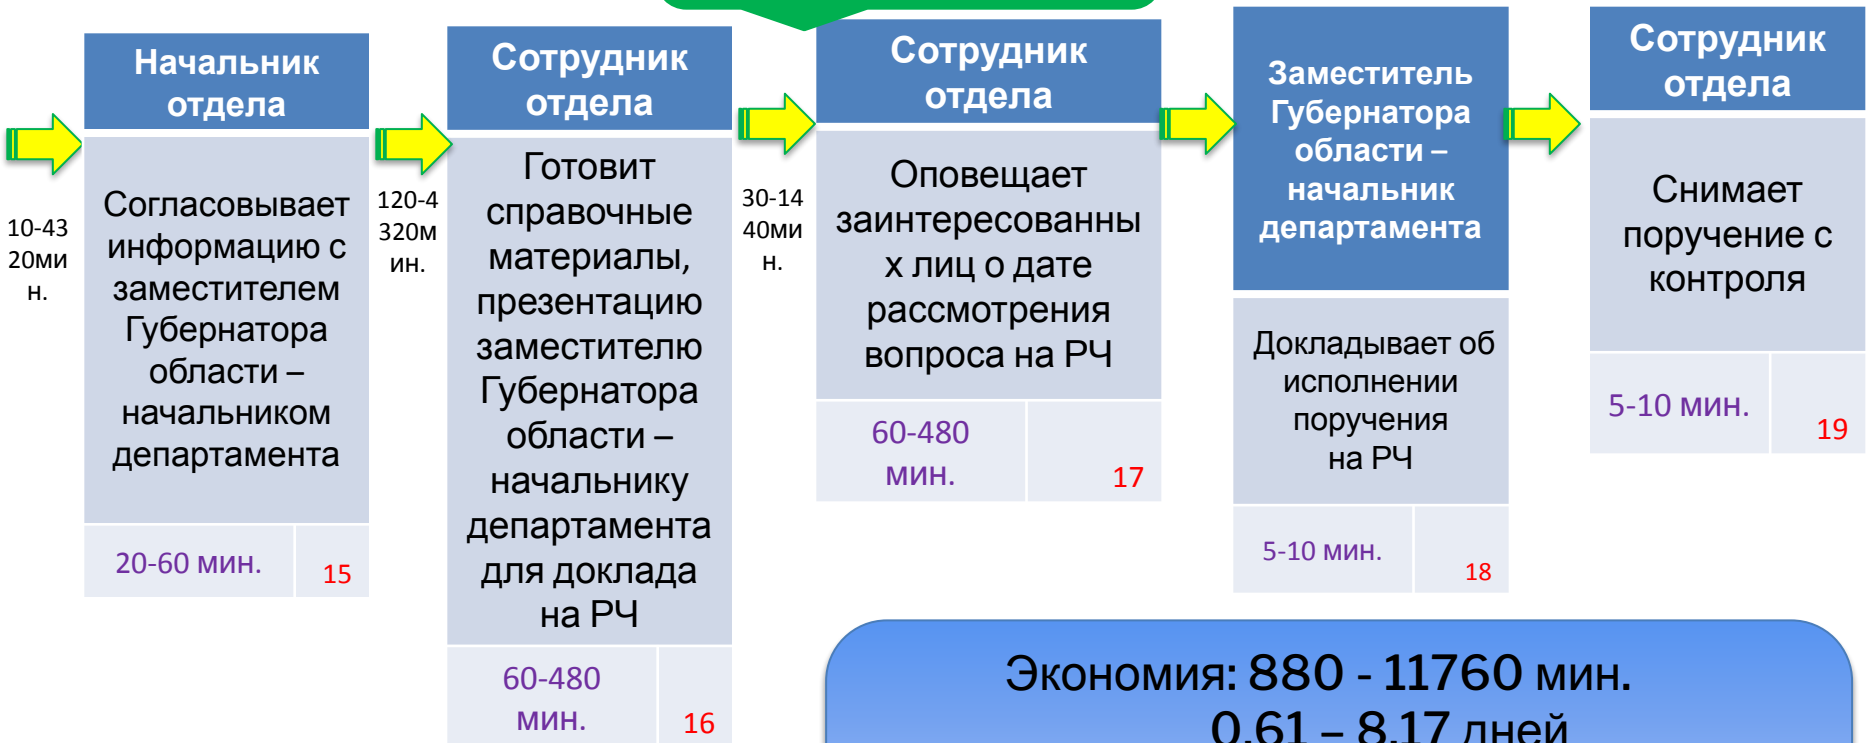 10-43
20ми
н.
Начальник
отдела
Согласовывает
информацию с
заместителем
Губернатора
области –
начальником
департамента
20-60 мин.
15
120-4
320м
ин.
Сотрудник
отдела
Готовит
справочные
материалы,
презентацию
заместителю
Губернатора
области –
начальнику
департамента
для доклада
на РЧ
60-480
мин.
16
30-14
40ми
н.
Сотрудник
отдела
Оповещает
заинтересованны
х лиц о дате
рассмотрения
вопроса на РЧ
60-480
мин.
17
Заместитель
Губернатора
области –
начальник
департамента
Докладывает об
исполнении
поручения
на РЧ
5-10 мин.
18
Сотрудник
отдела
Снимает
поручение с
контроля
5-10 мин.
19
Экономия: 880 - 11760 мин.
0,61 – 8,17 дней